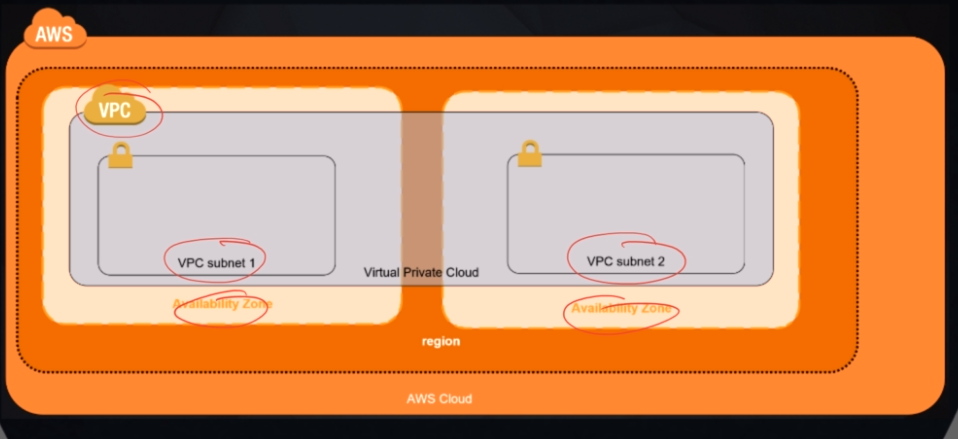 AWS
VPC
VPC subnet 1
VPC subnet 2
Virtual Private Cloud
Availability Zone
Availability Zone
region
AWS Cloud